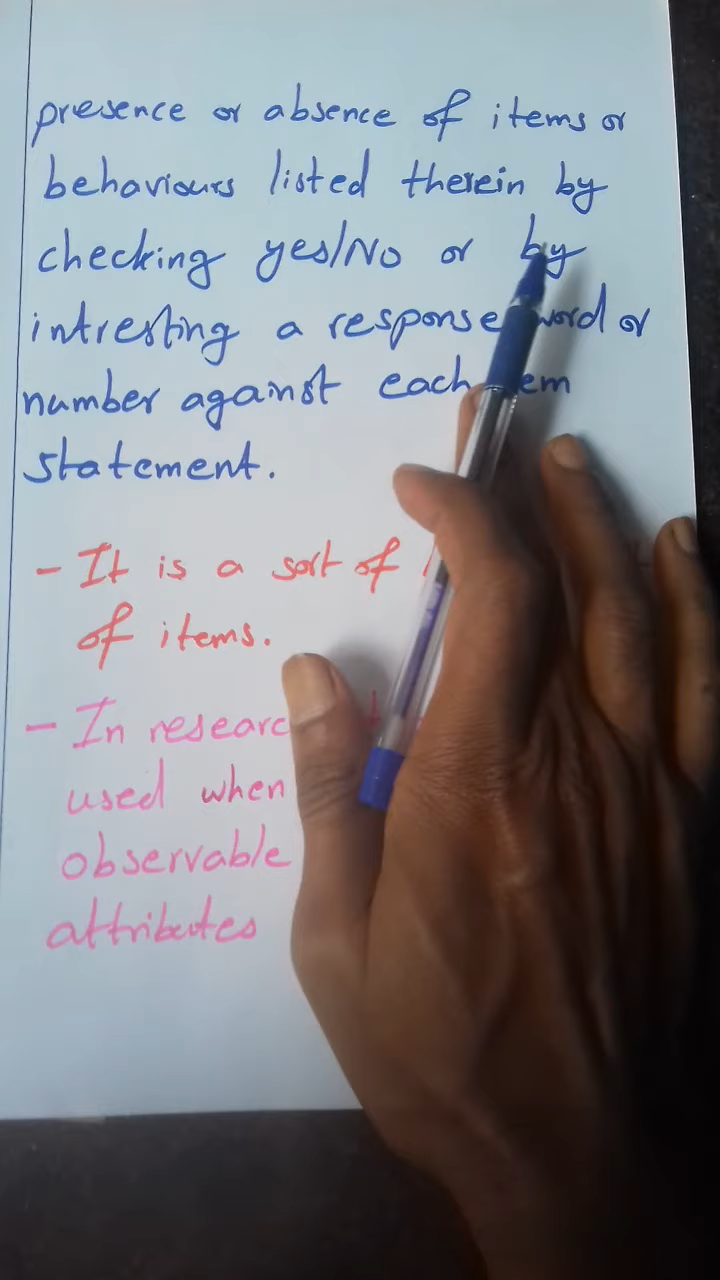 presence or absence of items or
behaviours listed therein by
checking yes/No or by
intresting a response word or
number against each
statement.
- It is a sort of
of items.
- In
used when
observable
attributes